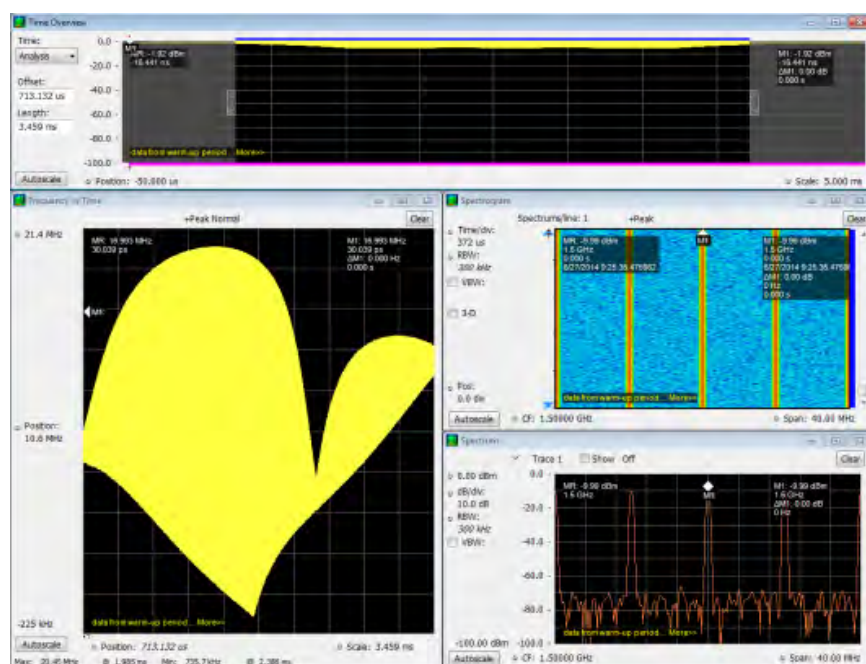 Time Overview
Time:
Analysis
Offset:
713.132 us
Length:
3.459 ms
Autoscale
0.0
-20.0
-40.0
-60.0
-80.0
-100.0
MR: -1.92 dBm
-16.441 ns
M1: -1.92 dBm
-16.441 ns
ΔM1: 0.00 dB
0.000 s
data from warm-up period... More>>
Position: -50.000 us
Scale: 5.000 ms
Frequency vs Time
+Peak Normal
Clear
21.4 MHz
MR: 16.993 MHz
30.039 ps
M1: 16.993 MHz
30.039 ps
ΔM1: 0.000 Hz
0.000 s
M1
Position:
10.6 MHz
-225 kHz
data from warm-up period... More>>
Autoscale
Position: 713.132 us
Scale: 3.459 ms
Spectrogram
Spectrums/line: 1
+Peak
Clear
Time/div:
372 us
RBW:
300 kHz
VBW:
3-D
Pos:
0.0 div
Autoscale
MR: -9.99 dBm
1.5 GHz
0.000 s
M1
M1: -9.99 dBm
1.5 GHz
ΔM1: 0.00 dB
0 Hz
0.000 s
data from warm-up period... More>>
CF: 1.50000 GHz
Span: 40.00 MHz
Spectrum
Trace 1
Show
Off
Clear
0.00 dBm
dB/div:
10.0 dB
RBW:
300 kHz
VBW:
-100.00 dBm
Autoscale
0.0
-20.0
-40.0
-60.0
-80.0
-100.0
MR: -9.99 dBm
1.5 GHz
M1
M1: -9.99 dBm
1.5 GHz
ΔM1: 0.00 dB
0 Hz
data from warm-up period... More>>
CF: 1.50000 GHz
Span: 40.00 MHz